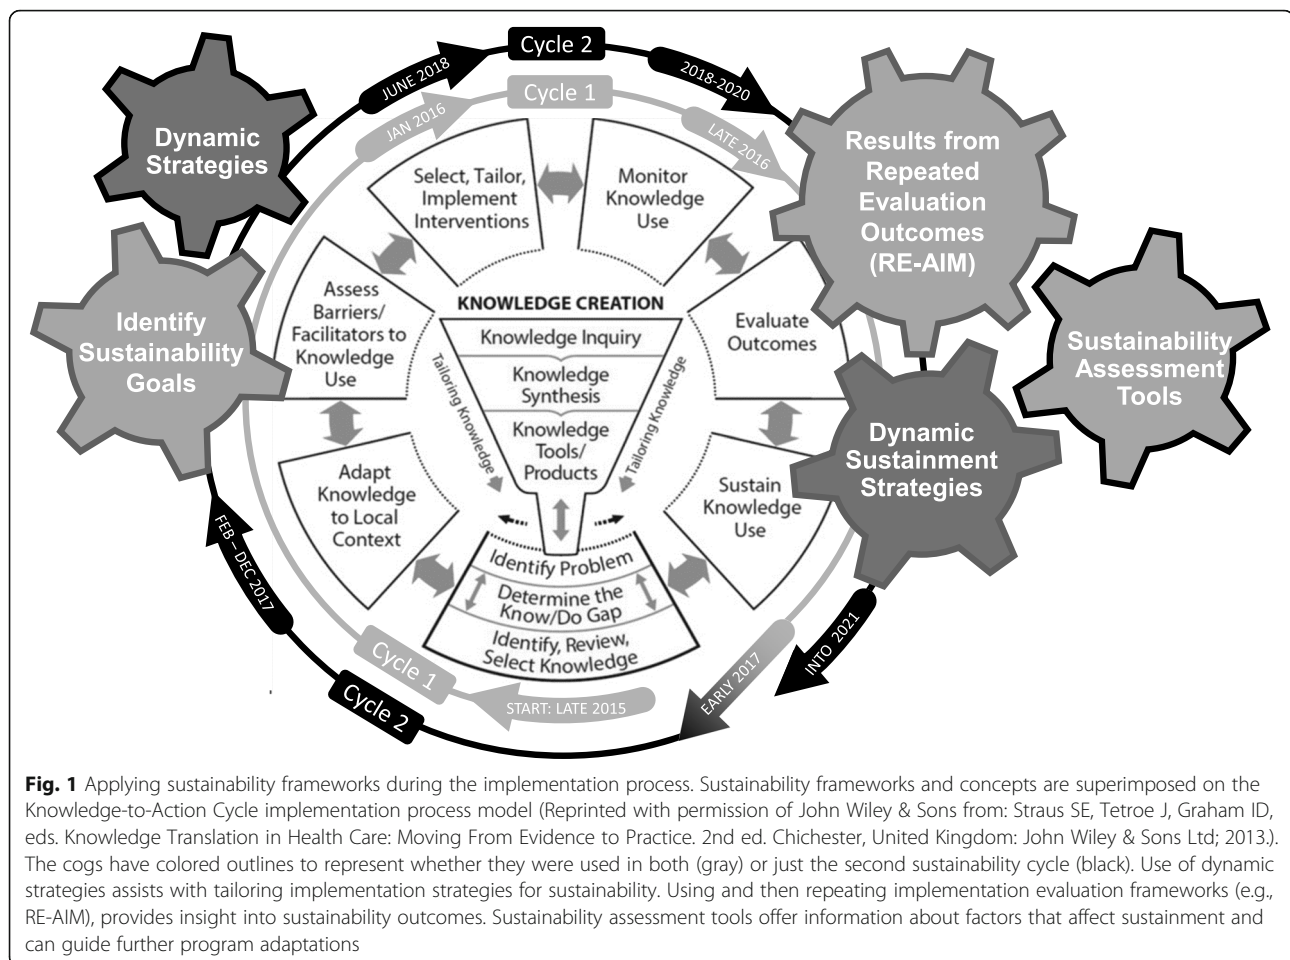 Cycle 2
JUNE 2018
2018-2020
Cycle 1
JAN 2016
LATE 2016
Dynamic
Strategies
Results from
Repeated
Evaluation
Outcomes
(RE-AIM)
Select, Tailor,
Implement
Interventions
Monitor
Knowledge
Use
Identify
Sustainability
Goals
Assess
Barriers/
Facilitators to
Knowledge
Use
KNOWLEDGE CREATION
Knowledge Inquiry
Knowledge
Synthesis
Knowledge
Tools/
Products
Tailoring Knowledge
Tailoring Knowledge
Evaluate
Outcomes
Sustainability
Assessment
Tools
Dynamic
Sustainment
Strategies
Adapt
Knowledge
to Local
Context
Sustain
Knowledge
Use
Identify Problem
Determine the
Know/Do Gap
Identify, Review,
Select Knowledge
FEB – DEC 2017
INTO 2021
EARLY 2017
Cycle 1
START: LATE 2015
Cycle 2
Fig. 1 Applying sustainability frameworks during the implementation process. Sustainability frameworks and concepts are superimposed on the
Knowledge-to-Action Cycle implementation process model (Reprinted with permission of John Wiley & Sons from: Straus SE, Tetroe J, Graham ID,
eds. Knowledge Translation in Health Care: Moving From Evidence to Practice. 2nd ed. Chichester, United Kingdom: John Wiley & Sons Ltd; 2013.).
The cogs have colored outlines to represent whether they were used in both (gray) or just the second sustainability cycle (black). Use of dynamic
strategies assists with tailoring implementation strategies for sustainability. Using and then repeating implementation evaluation frameworks (e.g.,
RE-AIM), provides insight into sustainability outcomes. Sustainability assessment tools offer information about factors that affect sustainment and
can guide further program adaptations